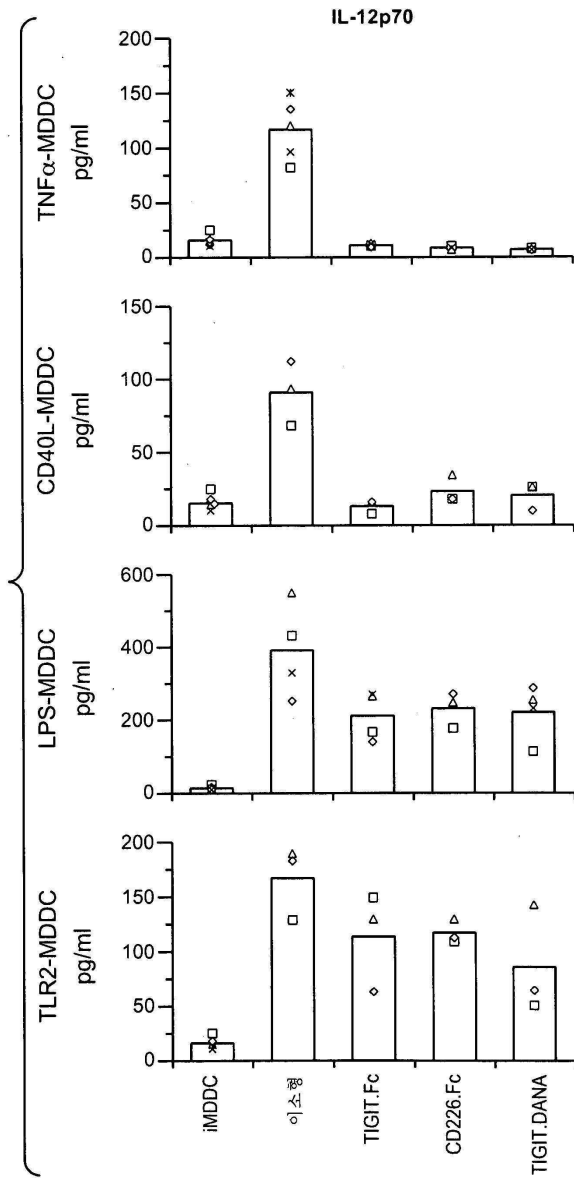 IL-12p70
TNFα-MDDC
pg/ml
200
150
100
50
0
CD40L-MDDC
pg/ml
150
100
50
0
LPS-MDDC
pg/ml
600
400
200
0
TLR2-MDDC
pg/ml
200
150
100
50
0
iMDDC
이소형
TIGIT.Fc
CD226.Fc
TIGIT.DANA